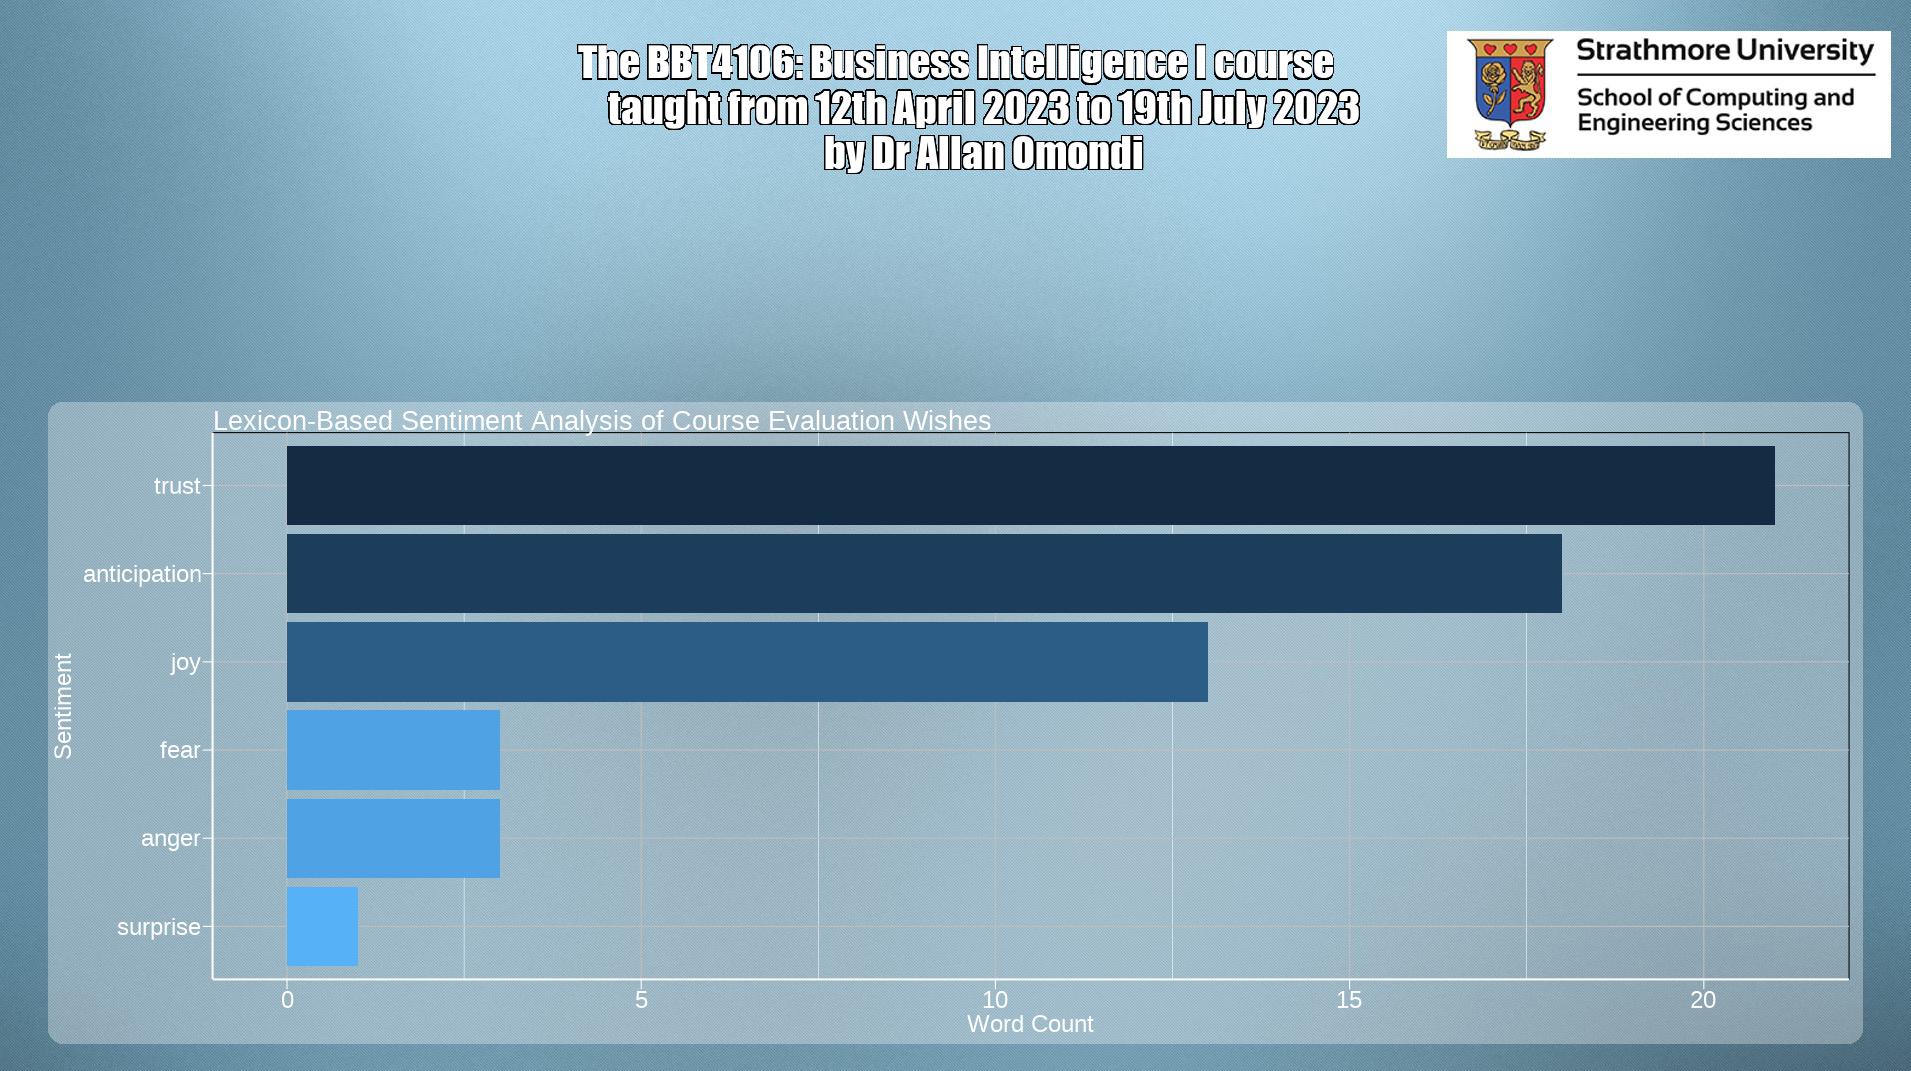 The BBT4106: Business Intelligence I course
taught from 12th April 2023 to 19th July 2023
by Dr Allan Omondi
Strathmore University
School of Computing and
Engineering Sciences
Lexicon-Based Sentiment Analysis of Course Evaluation Wishes
trust
anticipation
joy
fear
anger
surprise
Sentiment
0 5 10 15 20
Word Count